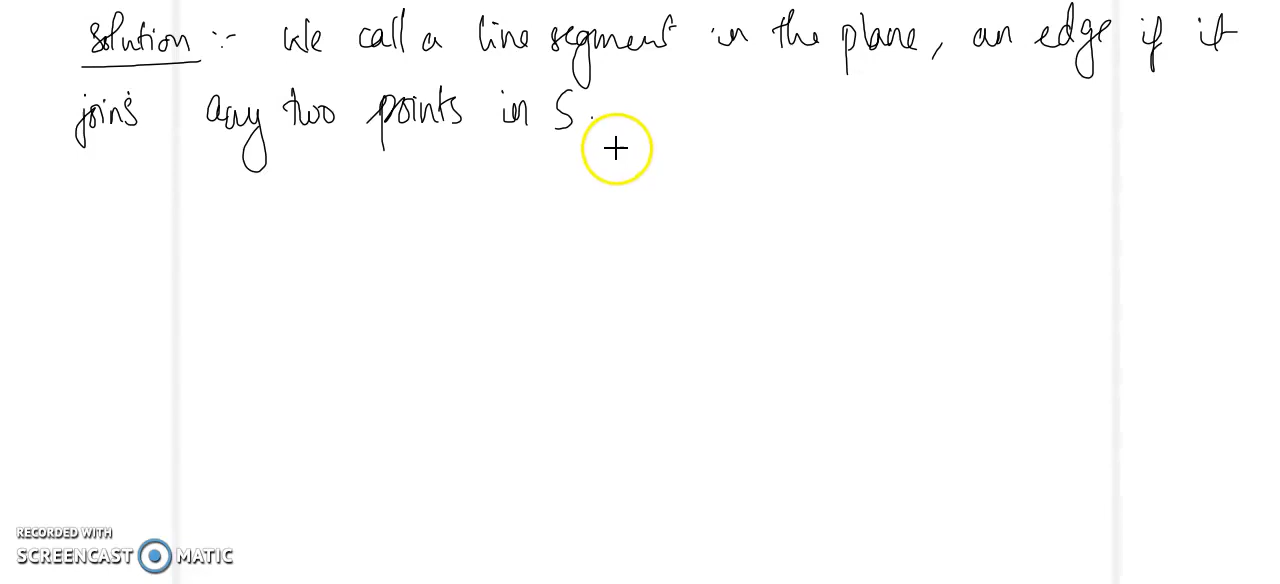 Solution :- We call a line segment in the plane, an edge if it
joins any two points in S.
RECORDED WITH
SCREENCAST MATIC